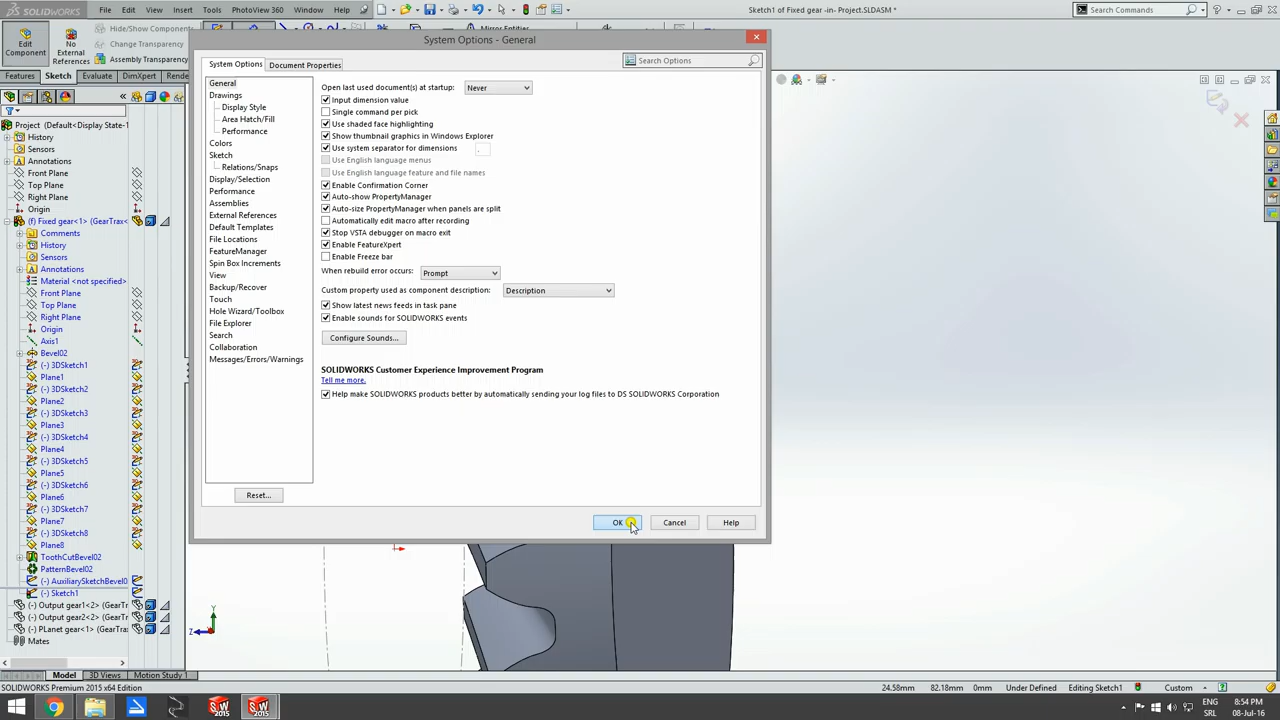 SOLIDWORKS
File Edit View Insert Tools PhotoView 360 Window Help
Sketch1 of Fixed gear -in- Project.SLDASM *
Search Commands
Edit Component
No External References
Hide/Show Components
Change Transparency
Assembly Transparency
Mirror Entities
Features Sketch Evaluate DimXpert Rende
System Options - General
System Options Document Properties
Search Options
General
Drawings
Display Style
Area Hatch/Fill
Performance
Colors
Sketch
Relations/Snaps
Display/Selection
Performance
Assemblies
External References
Default Templates
File Locations
FeatureManager
Spin Box Increments
View
Backup/Recover
Touch
Hole Wizard/Toolbox
File Explorer
Search
Collaboration
Messages/Errors/Warnings
Reset...
Open last used document(s) at startup: Never
Input dimension value
Single command per pick
Use shaded face highlighting
Show thumbnail graphics in Windows Explorer
Use system separator for dimensions .
Use English language menus
Use English language feature and file names
Enable Confirmation Corner
Auto-show PropertyManager
Auto-size PropertyManager when panels are split
Automatically edit macro after recording
Stop VSTA debugger on macro exit
Enable FeatureXpert
Enable Freeze bar
When rebuild error occurs: Prompt
Custom property used as component description: Description
Show latest news feeds in task pane
Enable sounds for SOLIDWORKS events
Configure Sounds...
SOLIDWORKS Customer Experience Improvement Program
Tell me more.
Help make SOLIDWORKS products better by automatically sending your log files to DS SOLIDWORKS Corporation
OK Cancel Help
Project (Default<Display State-1
History
Sensors
Annotations
Front Plane
Top Plane
Right Plane
Origin
(f) Fixed gear<1> (GearTrax<
Comments
History
Sensors
Annotations
Material <not specified>
Front Plane
Top Plane
Right Plane
Origin
Axis1
Bevel02
(-) 3DSketch1
Plane1
(-) 3DSketch2
Plane2
(-) 3DSketch3
Plane3
(-) 3DSketch4
Plane4
(-) 3DSketch5
Plane5
(-) 3DSketch6
Plane6
(-) 3DSketch7
Plane7
(-) 3DSketch8
Plane8
ToothCutBevel02
PatternBevel02
(-) AuxiliarySketchBevel0
(-) Sketch1
(-) Output gear1<2> (GearTr
(-) Output gear2<2> (GearTr
(-) PLanet gear<1> (GearTra
Mates
Y
Z
Model 3D Views Motion Study 1
SOLIDWORKS Premium 2015 x64 Edition
24.58mm 82.18mm 0mm Under Defined Editing Sketch1 Custom
SW 2015 SW 2015
ENG
SRL
8:54 PM
08-Jul-16